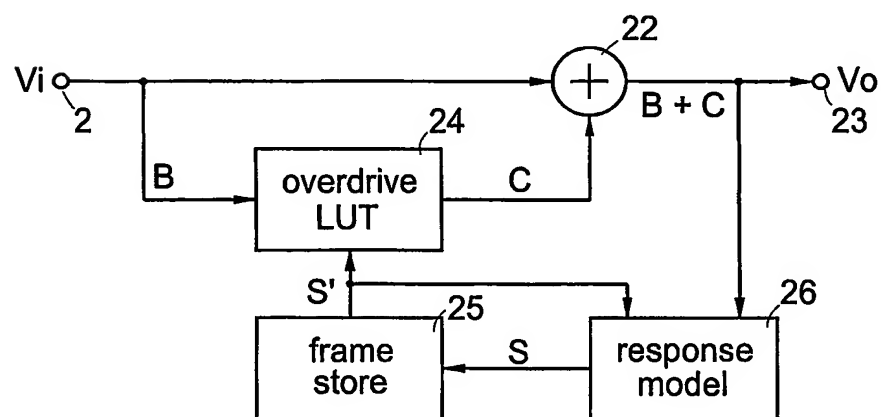 22
Vi
Vo
2
B + C
23
24
B
overdrive
LUT
C
S'
25
26
frame
store
S
response
model